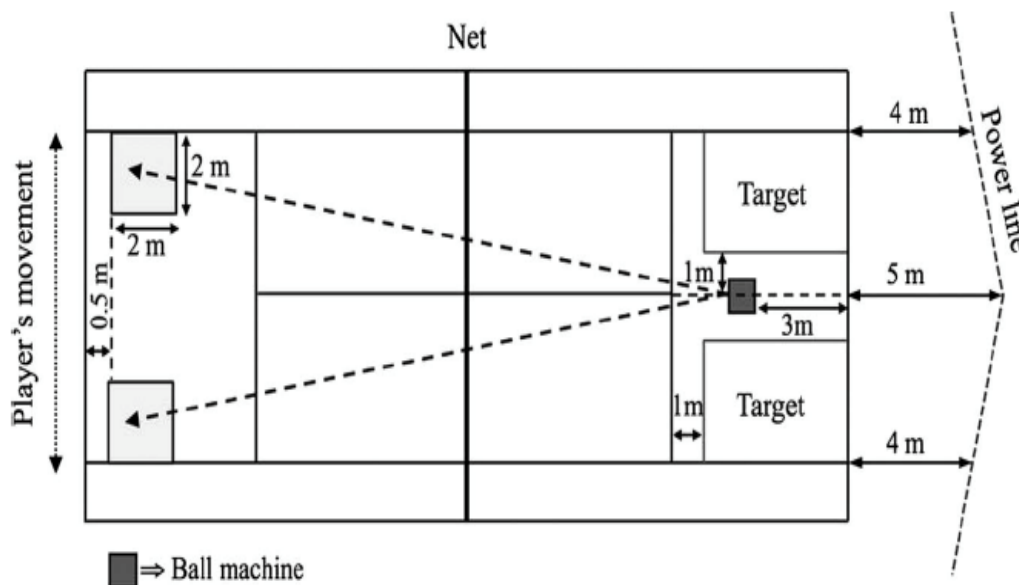 Net
4 m
Power line
Player's movement
2 m
Target
2 m
1m
5 m
0.5 m
3m
1m
Target
4 m
⇒ Ball machine